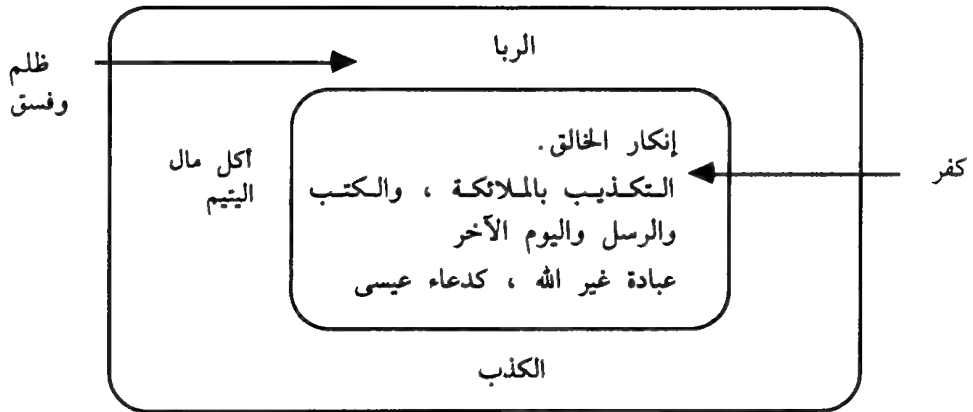 الربا
ظلم
وفسق
أكل مال
اليتيم
إنكار الخالق.
التكذيب بالملائكة ، والكتب
والرسل واليوم الآخر
عبادة غير الله ، كدعاء عيسى
كفر
الكذب